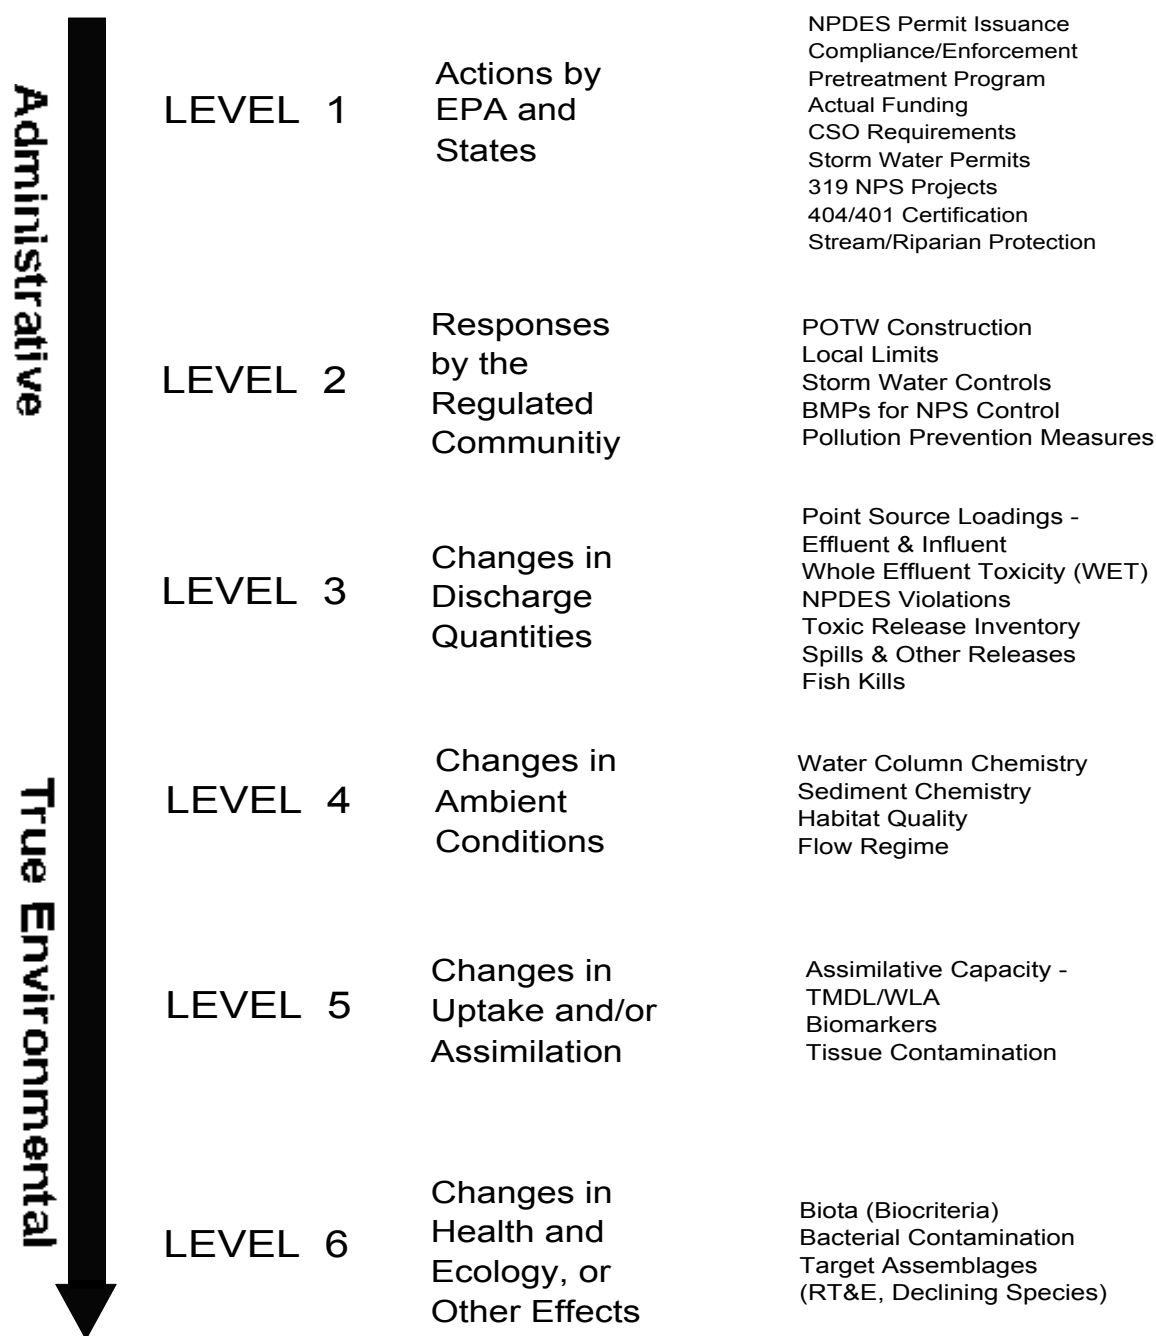 Administrative
True Environmental
LEVEL 1
Actions by
EPA and
States
NPDES Permit Issuance
Compliance/Enforcement
Pretreatment Program
Actual Funding
CSO Requirements
Storm Water Permits
319 NPS Projects
404/401 Certification
Stream/Riparian Protection
LEVEL 2
Responses
by the
Regulated
Communitiy
POTW Construction
Local Limits
Storm Water Controls
BMPs for NPS Control
Pollution Prevention Measures
LEVEL 3
Changes in
Discharge
Quantities
Point Source Loadings -
Effluent & Influent
Whole Effluent Toxicity (WET)
NPDES Violations
Toxic Release Inventory
Spills & Other Releases
Fish Kills
LEVEL 4
Changes in
Ambient
Conditions
Water Column Chemistry
Sediment Chemistry
Habitat Quality
Flow Regime
LEVEL 5
Changes in
Uptake and/or
Assimilation
Assimilative Capacity -
TMDL/WLA
Biomarkers
Tissue Contamination
LEVEL 6
Changes in
Health and
Ecology, or
Other Effects
Biota (Biocriteria)
Bacterial Contamination
Target Assemblages
(RT&E, Declining Species)